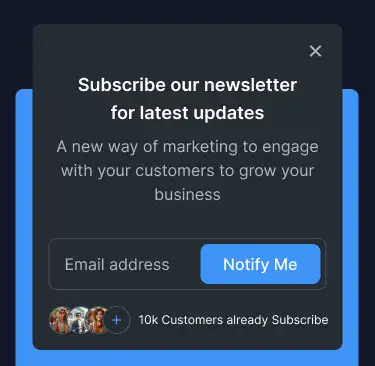 Subscribe our newsletter
for latest updates
A new way of marketing to engage
with your customers to grow your
business
Email address
Notify Me
+
10k Customers already Subscribe